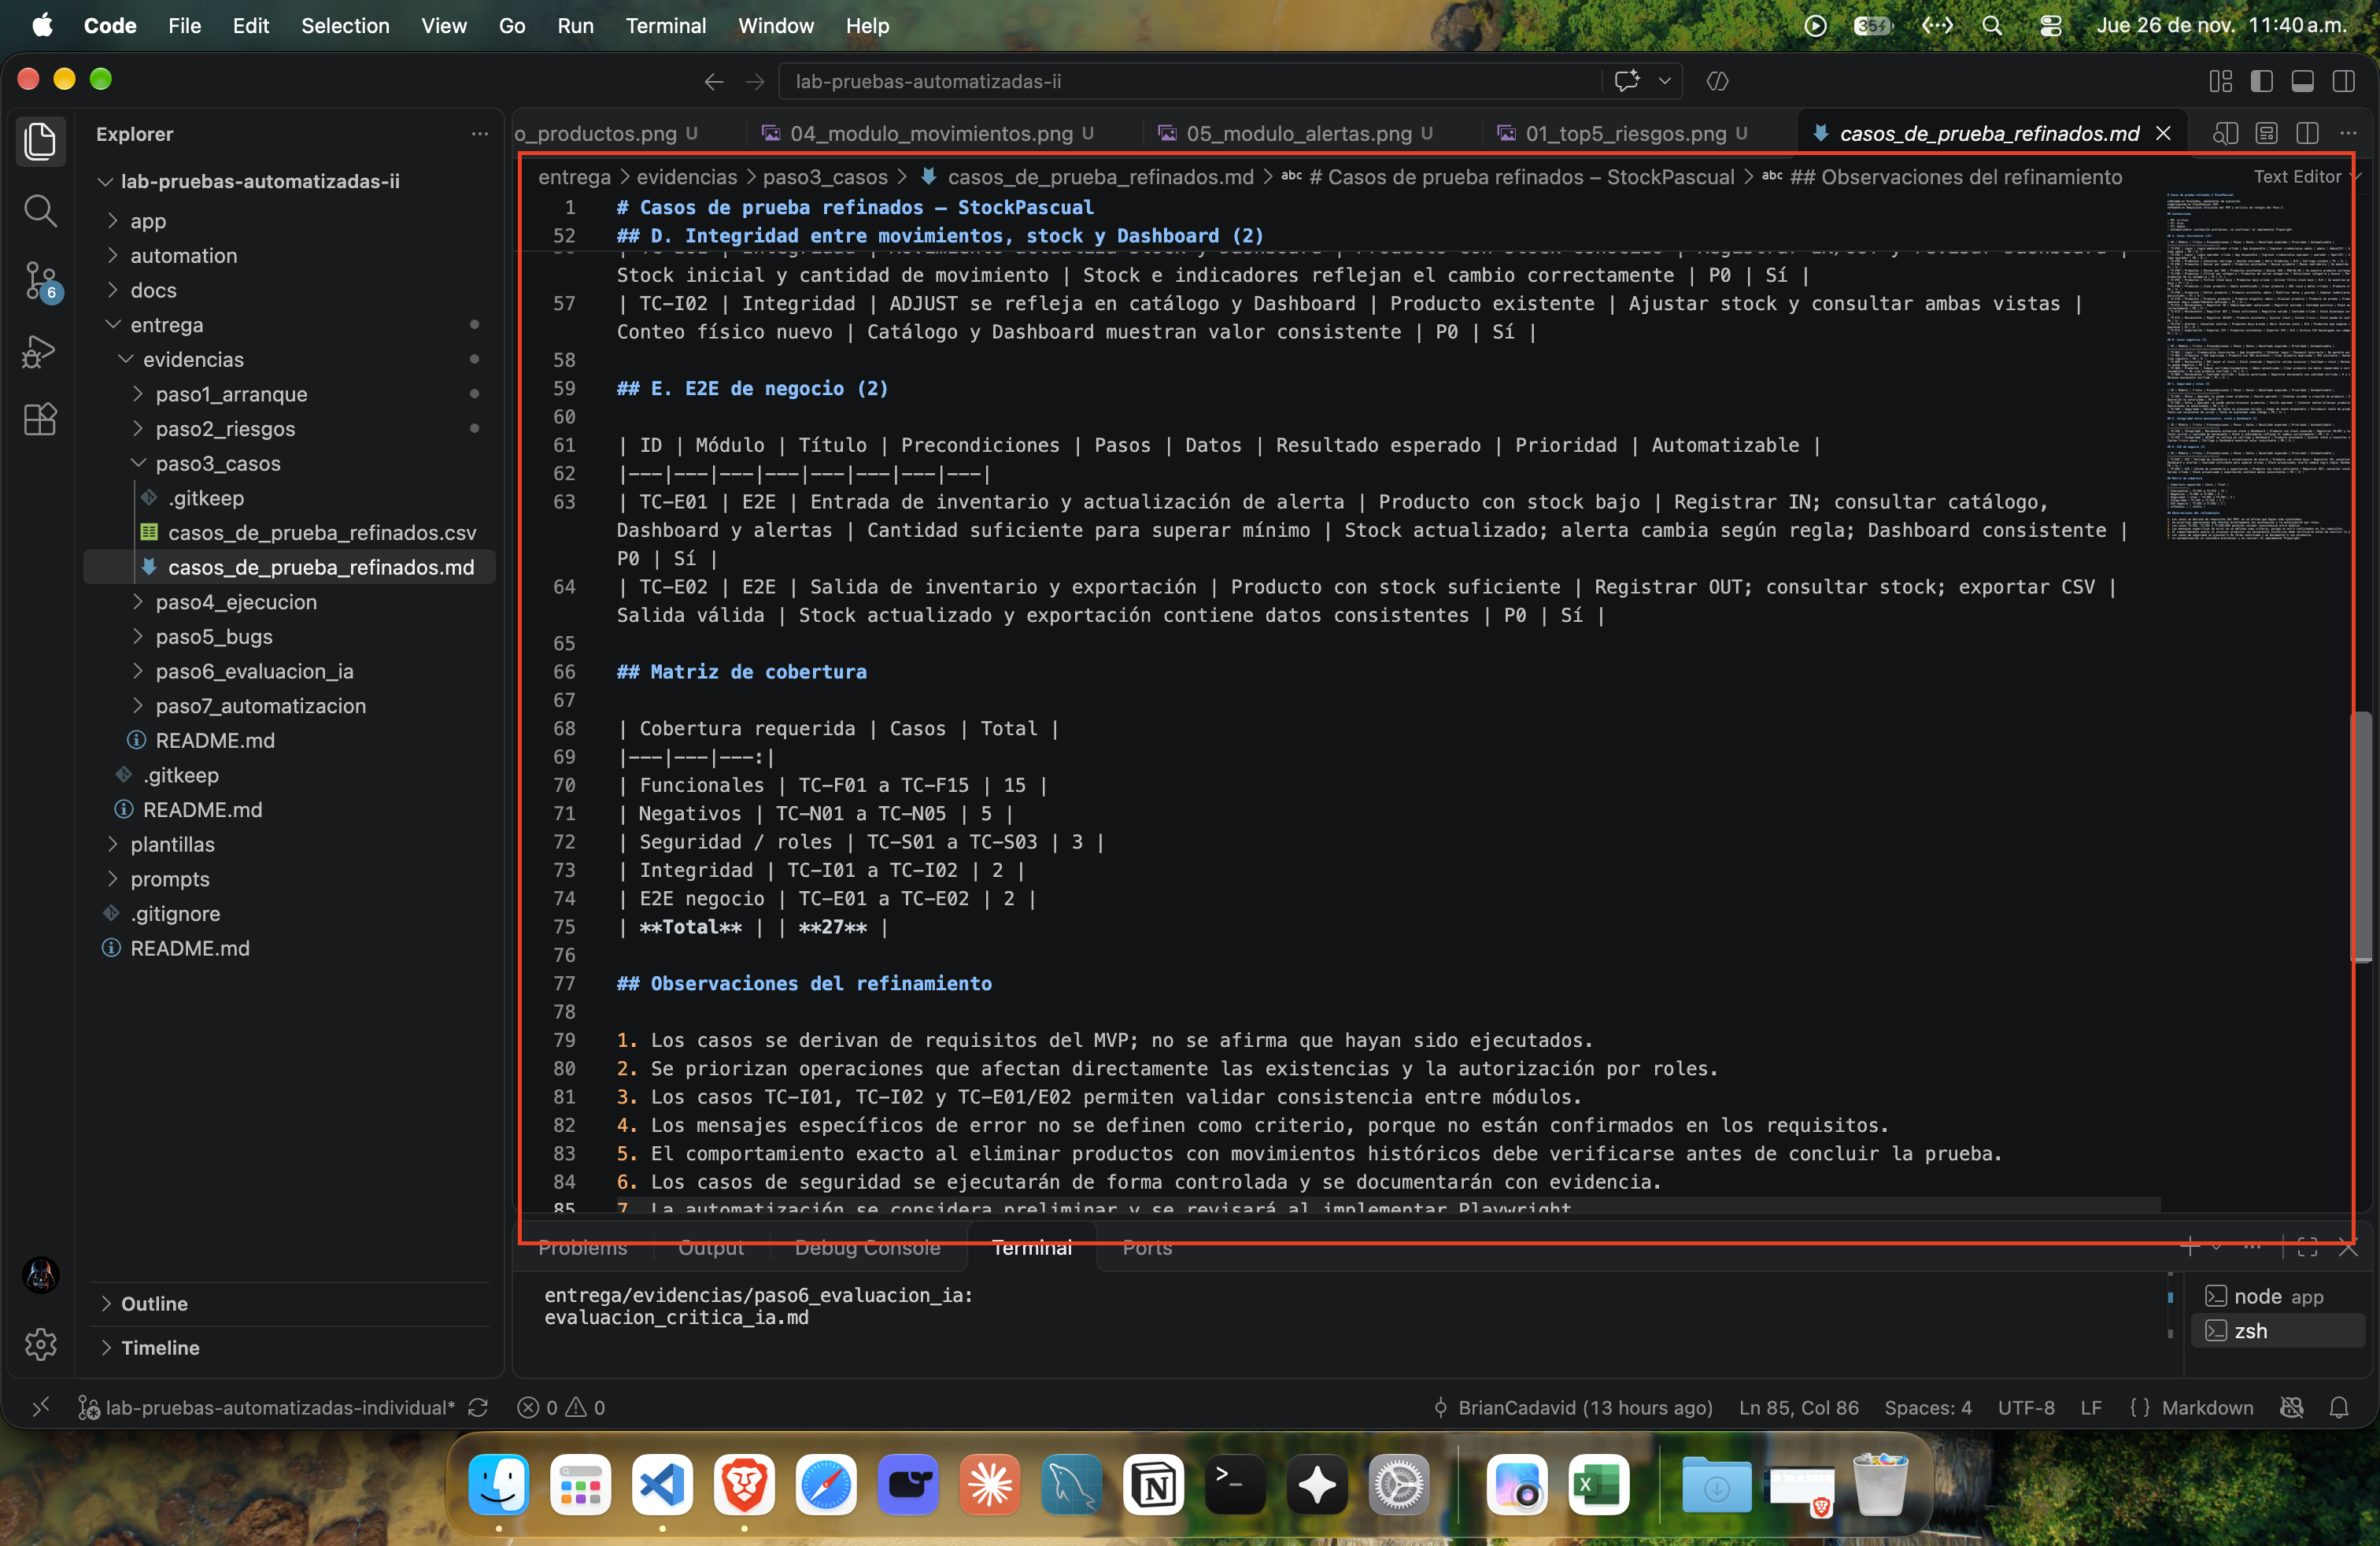 Code File Edit Selection View Go Run Terminal Window Help
35
Jue 26 de nov. 11:40 a.m.
lab-pruebas-automatizadas-ii
Explorer
o_productos.png U
04_modulo_movimientos.png U
05_modulo_alertas.png U
01_top5_riesgos.png U
casos_de_prueba_refinados.md
lab-pruebas-automatizadas-ii
app
automation
docs
entrega
evidencias
paso1_arranque
paso2_riesgos
paso3_casos
.gitkeep
casos_de_prueba_refinados.csv
casos_de_prueba_refinados.md
paso4_ejecucion
paso5_bugs
paso6_evaluacion_ia
paso7_automatizacion
README.md
.gitkeep
README.md
plantillas
prompts
.gitignore
README.md
6
Outline
Timeline
entrega > evidencias > paso3_casos > casos_de_prueba_refinados.md > abc # Casos de prueba refinados – StockPascual > abc ## Observaciones del refinamiento
Text Editor
1 # Casos de prueba refinados – StockPascual
52 ## D. Integridad entre movimientos, stock y Dashboard (2)
Stock inicial y cantidad de movimiento | Stock e indicadores reflejan el cambio correctamente | P0 | Sí |
57 | TC-I02 | Integridad | ADJUST se refleja en catálogo y Dashboard | Producto existente | Ajustar stock y consultar ambas vistas |
Conteo físico nuevo | Catálogo y Dashboard muestran valor consistente | P0 | Sí |
58
59 ## E. E2E de negocio (2)
60
61 | ID | Módulo | Título | Precondiciones | Pasos | Datos | Resultado esperado | Prioridad | Automatizable |
62 |---|---|---|---|---|---|---|---|
63 | TC-E01 | E2E | Entrada de inventario y actualización de alerta | Producto con stock bajo | Registrar IN; consultar catálogo,
Dashboard y alertas | Cantidad suficiente para superar mínimo | Stock actualizado; alerta cambia según regla; Dashboard consistente |
P0 | Sí |
64 | TC-E02 | E2E | Salida de inventario y exportación | Producto con stock suficiente | Registrar OUT; consultar stock; exportar CSV |
Salida válida | Stock actualizado y exportación contiene datos consistentes | P0 | Sí |
65
66 ## Matriz de cobertura
67
68 | Cobertura requerida | Casos | Total |
69 |---|---|---:|
70 | Funcionales | TC-F01 a TC-F15 | 15 |
71 | Negativos | TC-N01 a TC-N05 | 5 |
72 | Seguridad / roles | TC-S01 a TC-S03 | 3 |
73 | Integridad | TC-I01 a TC-I02 | 2 |
74 | E2E negocio | TC-E01 a TC-E02 | 2 |
75 | **Total** | | **27** |
76
77 ## Observaciones del refinamiento
78
79 1. Los casos se derivan de requisitos del MVP; no se afirma que hayan sido ejecutados.
80 2. Se priorizan operaciones que afectan directamente las existencias y la autorización por roles.
81 3. Los casos TC-I01, TC-I02 y TC-E01/E02 permiten validar consistencia entre módulos.
82 4. Los mensajes específicos de error no se definen como criterio, porque no están confirmados en los requisitos.
83 5. El comportamiento exacto al eliminar productos con movimientos históricos debe verificarse antes de concluir la prueba.
84 6. Los casos de seguridad se ejecutarán de forma controlada y se documentarán con evidencia.
85 7. La automatización se considera preliminar y se revisará al implementar Playwright
Problems Output Debug Console Terminal Ports
entrega/evidencias/paso6_evaluacion_ia:
evaluacion_critica_ia.md
node app
zsh
lab-pruebas-automatizadas-individual* 0 0
BrianCadavid (13 hours ago) Ln 85, Col 86 Spaces: 4 UTF-8 LF {} Markdown